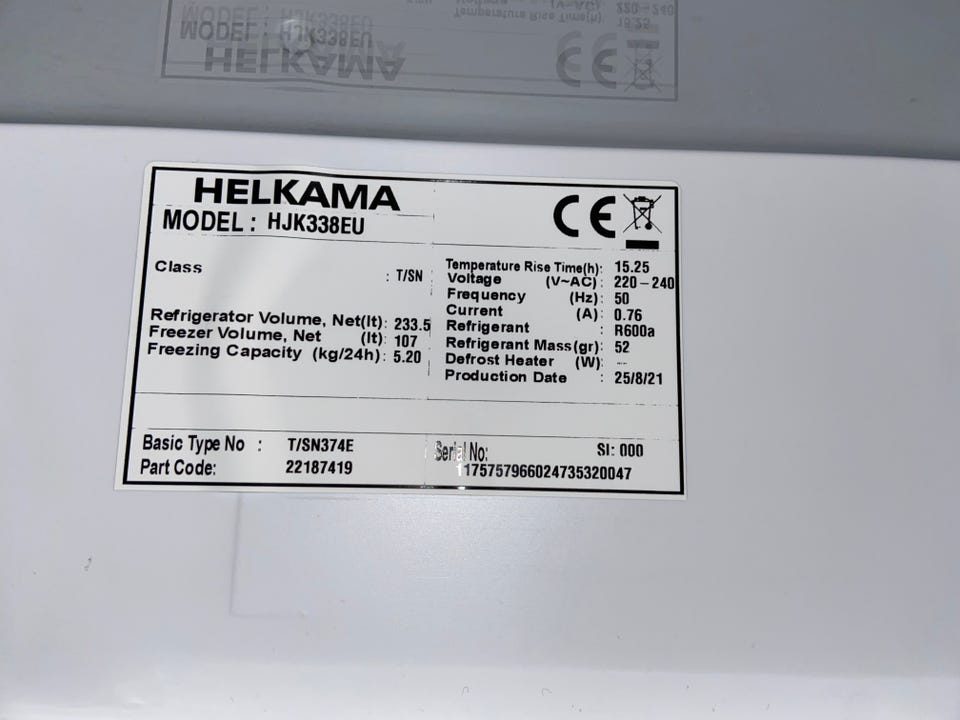 HELKAMA
MODEL : HJK338EU
CE
Class : T/SN
Refrigerator Volume, Net(lt): 233.5
Freezer Volume, Net (lt): 107
Freezing Capacity (kg/24h): 5.20
Temperature Rise Time(h): 15.25
Voltage (V~AC): 220-240
Frequency (Hz): 50
Current (A): 0.76
Refrigerant : R600a
Refrigerant Mass(gr): 52
Defrost Heater (W): ---
Production Date : 25/8/21
Basic Type No : T/SN374E
Part Code: 22187419
Serial No: SI: 000
1175757966024735320047